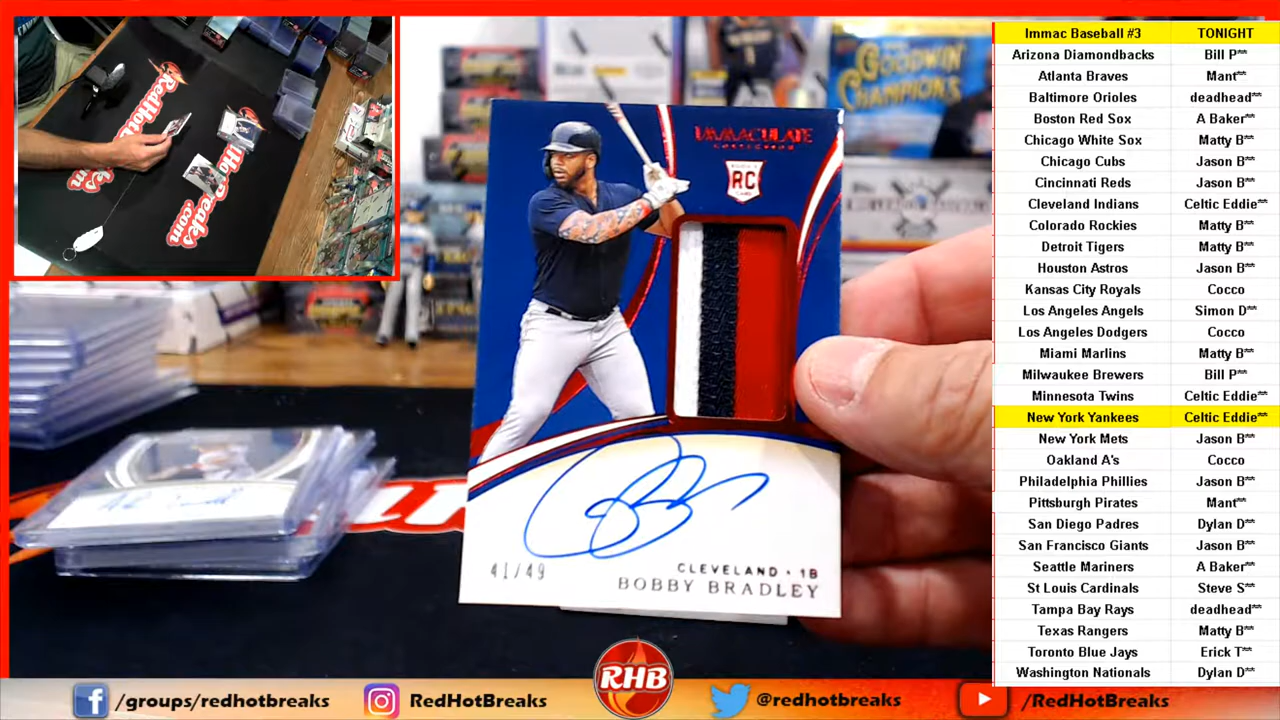 RedHotBreaks
RedHotBreaks.com
GOODWIN
CHAMPIONS
IMMACULATE
COLLECTION
RC
41/49
CLEVELAND • 1B
BOBBY BRADLEY
Immac Baseball #3 TONIGHT
Arizona Diamondbacks Bill P**
Atlanta Braves Mant**
Baltimore Orioles deadhead**
Boston Red Sox A Baker**
Chicago White Sox Matty B**
Chicago Cubs Jason B**
Cincinnati Reds Jason B**
Cleveland Indians Celtic Eddie**
Colorado Rockies Matty B**
Detroit Tigers Matty B**
Houston Astros Jason B**
Kansas City Royals Cocco
Los Angeles Angels Simon D**
Los Angeles Dodgers Cocco
Miami Marlins Matty B**
Milwaukee Brewers Bill P**
Minnesota Twins Celtic Eddie**
New York Yankees Celtic Eddie**
New York Mets Jason B**
Oakland A's Cocco
Philadelphia Phillies Jason B**
Pittsburgh Pirates Mant**
San Diego Padres Dylan D**
San Francisco Giants Jason B**
Seattle Mariners A Baker**
St Louis Cardinals Steve S**
Tampa Bay Rays deadhead**
Texas Rangers Matty B**
Toronto Blue Jays Erick T**
Washington Nationals Dylan D**
/groups/redhotbreaks RedHotBreaks RHB @redhotbreaks /RedHotBreaks